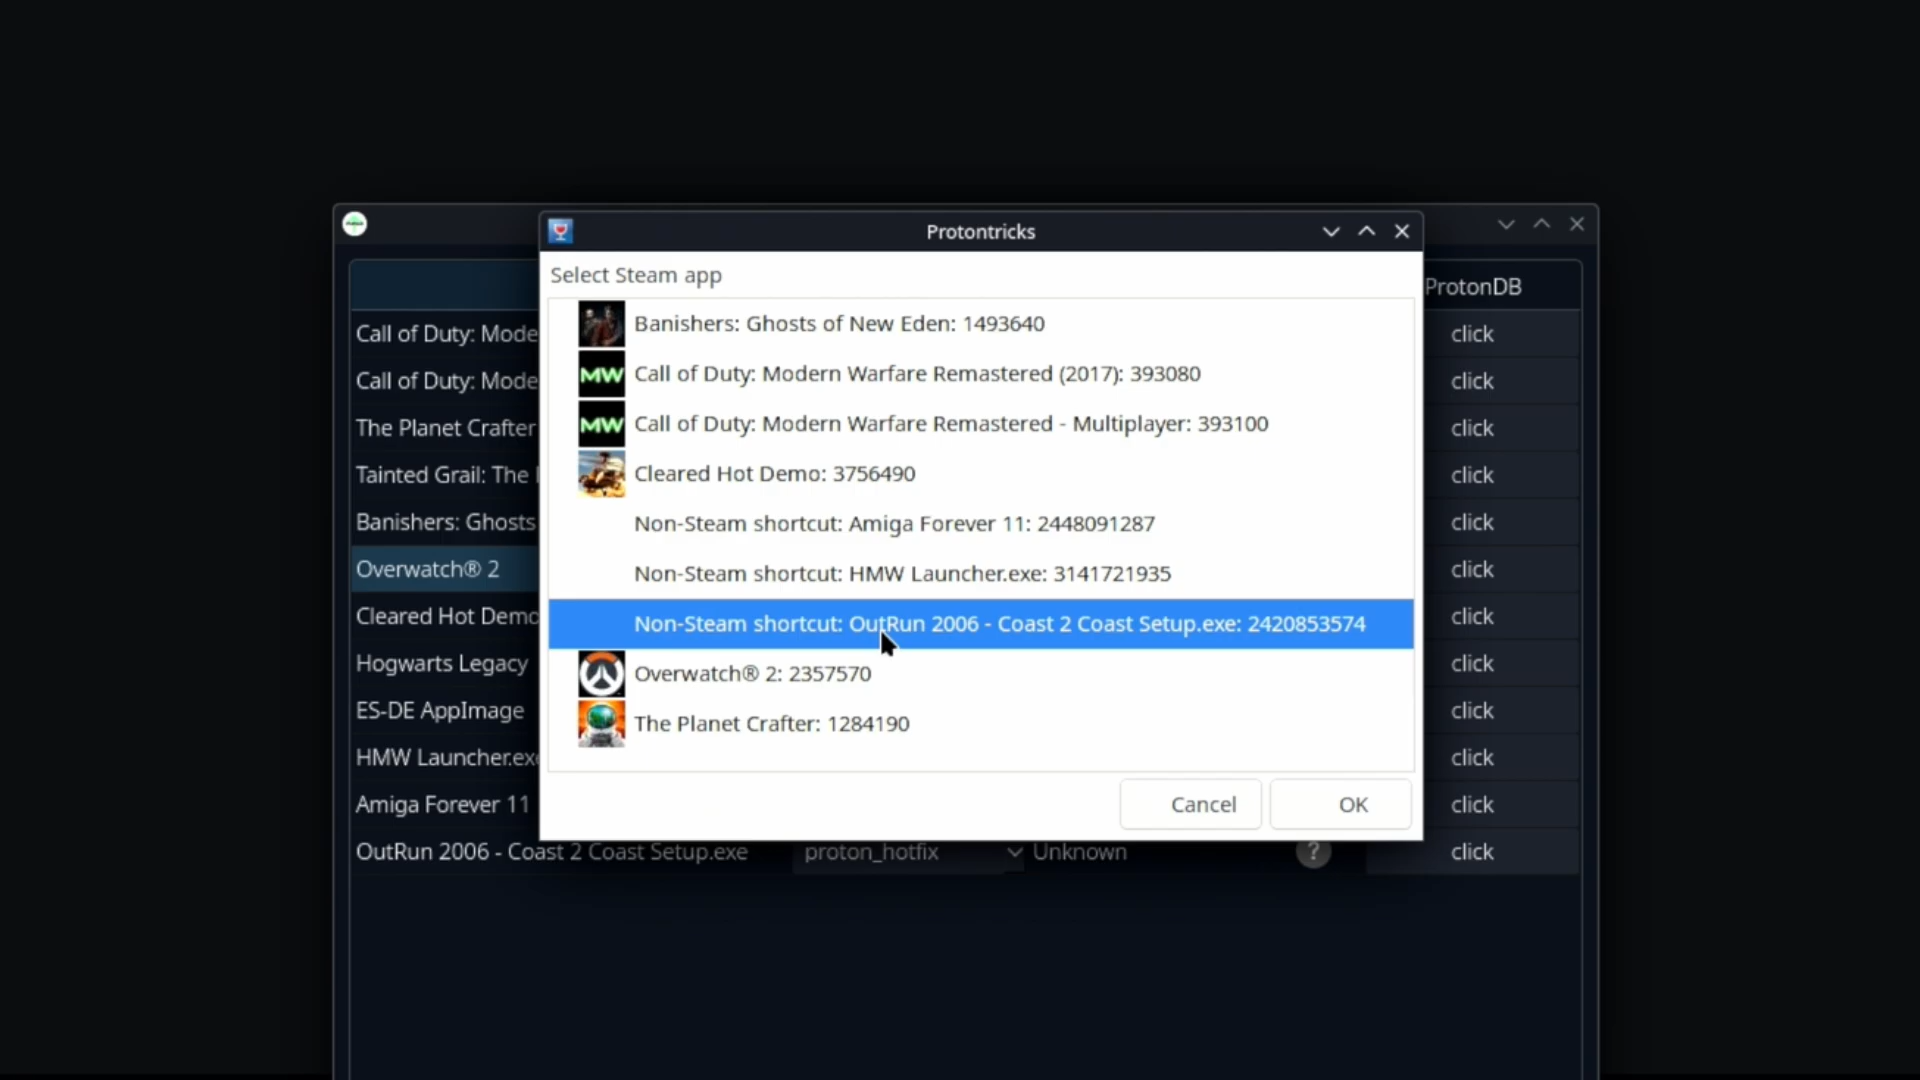 Protontricks
Select Steam app
Banishers: Ghosts of New Eden: 1493640
MW Call of Duty: Modern Warfare Remastered (2017): 393080
MW Call of Duty: Modern Warfare Remastered - Multiplayer: 393100
Cleared Hot Demo: 3756490
Non-Steam shortcut: Amiga Forever 11: 2448091287
Non-Steam shortcut: HMW Launcher.exe: 3141721935
Non-Steam shortcut: OutRun 2006 - Coast 2 Coast Setup.exe: 2420853574
Overwatch® 2: 2357570
The Planet Crafter: 1284190
Cancel OK
ProtonDB
Call of Duty: Mode click
Call of Duty: Mode click
The Planet Crafter click
Tainted Grail: The click
Banishers: Ghosts click
Overwatch® 2 click
Cleared Hot Demo click
Hogwarts Legacy click
ES-DE AppImage click
HMW Launcher.exe click
Amiga Forever 11 click
OutRun 2006 - Coast 2 Coast Setup.exe proton_hotfix Unknown ? click